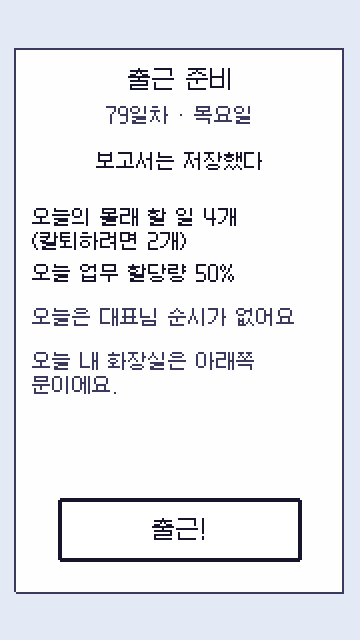 출근 준비
79일차 · 목요일
보고서는 저장했다
오늘의 몰래 할 일 4개
(칼퇴하려면 2개)
오늘 업무 할당량 50%
오늘은 대표님 순시가 없어요
오늘 내 화장실은 아래쪽
문이에요.
출근!